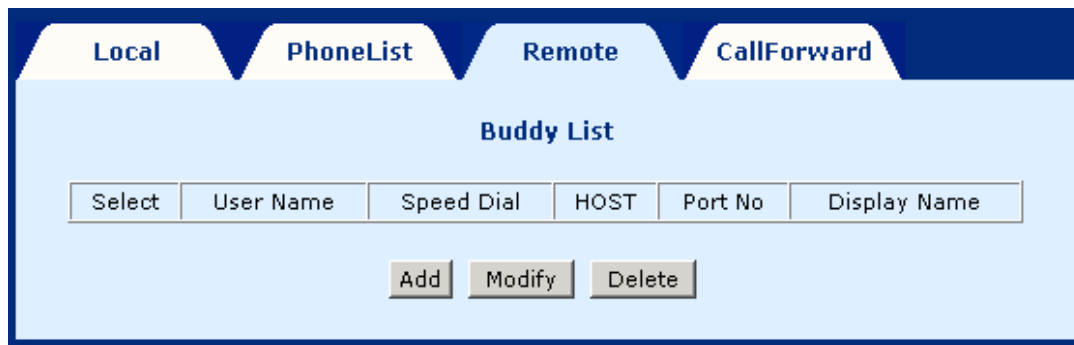 Local PhoneList Remote CallForward
Buddy List
Select User Name Speed Dial HOST Port No Display Name
Add Modify Delete